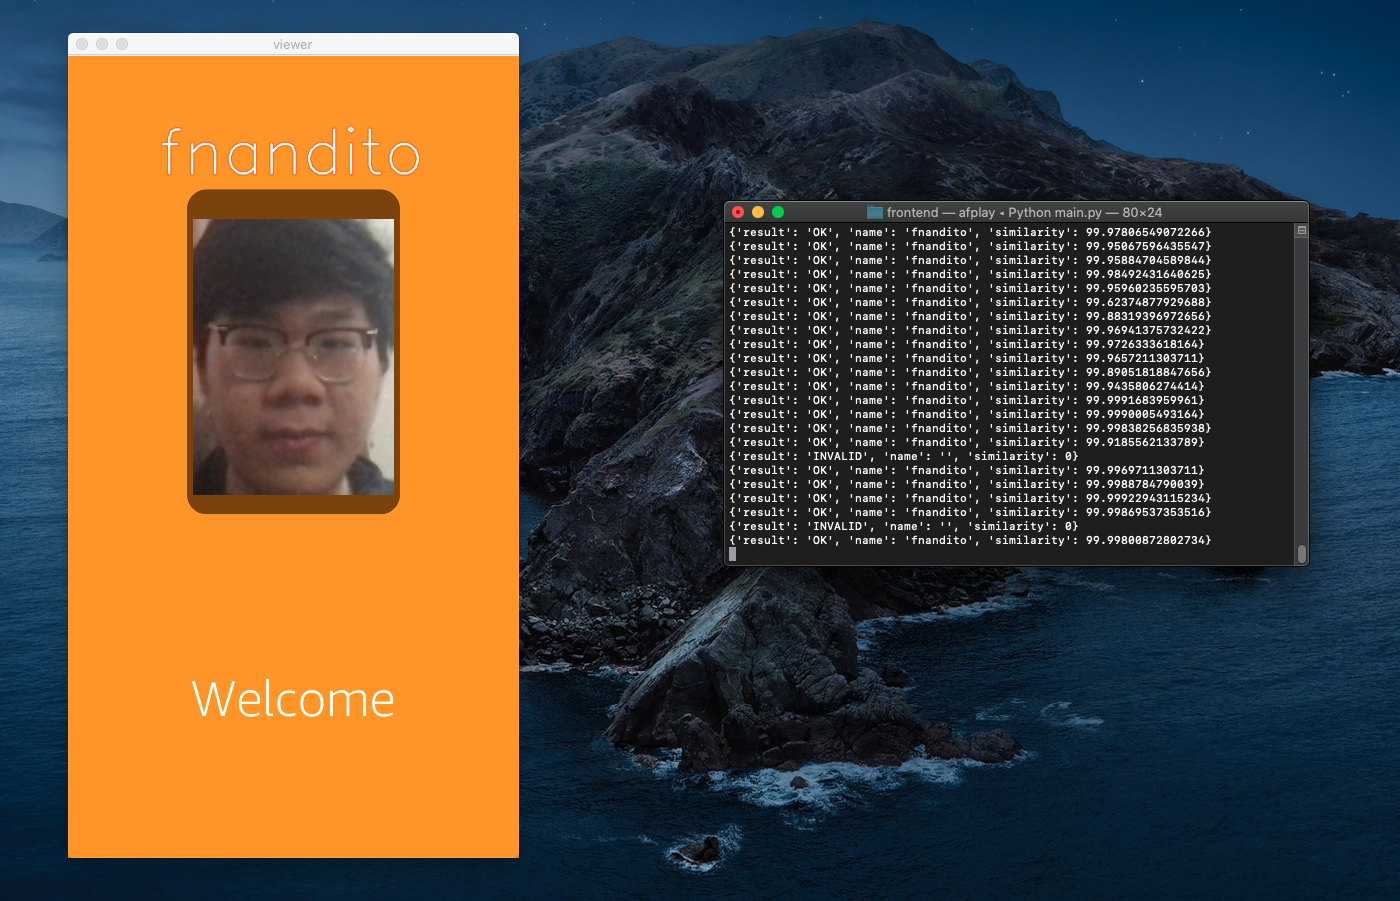 viewer
fnandito
Welcome
frontend — afplay ◂ Python main.py — 80×24
{'result': 'OK', 'name': 'fnandito', 'similarity': 99.97806549072266}
{'result': 'OK', 'name': 'fnandito', 'similarity': 99.95067596435547}
{'result': 'OK', 'name': 'fnandito', 'similarity': 99.95884704589844}
{'result': 'OK', 'name': 'fnandito', 'similarity': 99.98492431640625}
{'result': 'OK', 'name': 'fnandito', 'similarity': 99.95960235595703}
{'result': 'OK', 'name': 'fnandito', 'similarity': 99.62374877929688}
{'result': 'OK', 'name': 'fnandito', 'similarity': 99.88319396972656}
{'result': 'OK', 'name': 'fnandito', 'similarity': 99.96941375732422}
{'result': 'OK', 'name': 'fnandito', 'similarity': 99.9726333618164}
{'result': 'OK', 'name': 'fnandito', 'similarity': 99.9657211303711}
{'result': 'OK', 'name': 'fnandito', 'similarity': 99.89051818847656}
{'result': 'OK', 'name': 'fnandito', 'similarity': 99.9435806274414}
{'result': 'OK', 'name': 'fnandito', 'similarity': 99.9991683959961}
{'result': 'OK', 'name': 'fnandito', 'similarity': 99.9990005493164}
{'result': 'OK', 'name': 'fnandito', 'similarity': 99.99838256835938}
{'result': 'OK', 'name': 'fnandito', 'similarity': 99.9185562133789}
{'result': 'INVALID', 'name': '', 'similarity': 0}
{'result': 'OK', 'name': 'fnandito', 'similarity': 99.9969711303711}
{'result': 'OK', 'name': 'fnandito', 'similarity': 99.9988784790039}
{'result': 'OK', 'name': 'fnandito', 'similarity': 99.99922943115234}
{'result': 'OK', 'name': 'fnandito', 'similarity': 99.99869537353516}
{'result': 'INVALID', 'name': '', 'similarity': 0}
{'result': 'OK', 'name': 'fnandito', 'similarity': 99.99800872802734}